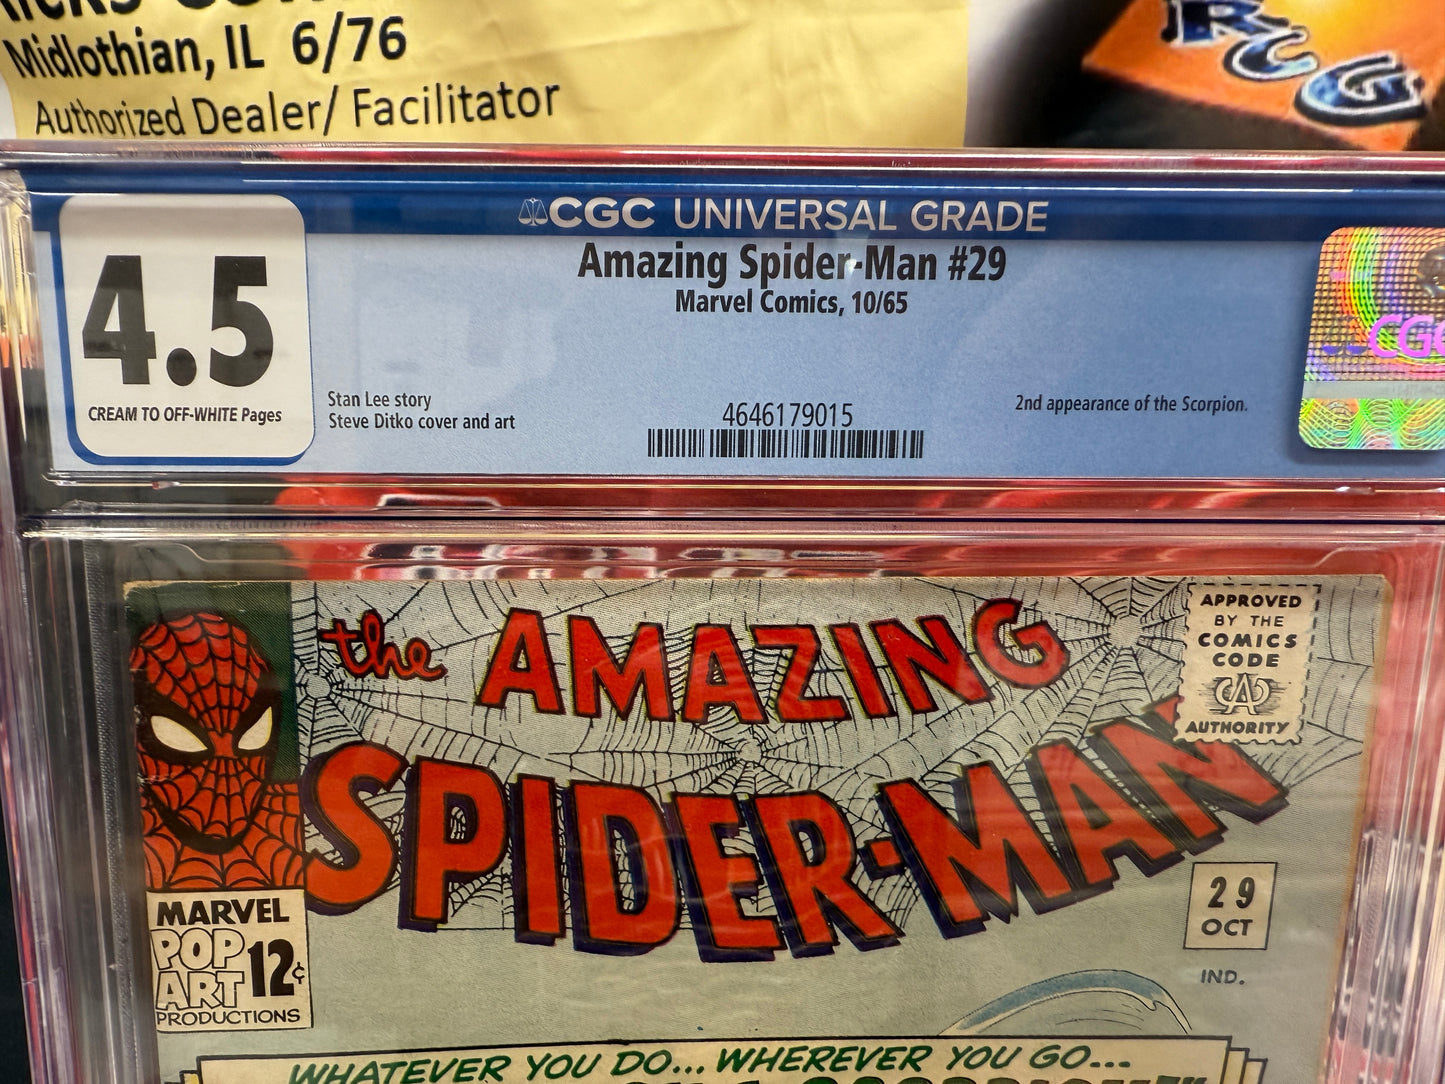 Midlothian, IL 6/76
Authorized Dealer/ Facilitator
RCG
CGC UNIVERSAL GRADE
4.5
CREAM TO OFF-WHITE Pages
Amazing Spider-Man #29
Marvel Comics, 10/65
Stan Lee story
Steve Ditko cover and art
4646179015
2nd appearance of the Scorpion.
CGC
the AMAZING
SPIDER-MAN
APPROVED
BY THE
COMICS
CODE
CA
AUTHORITY
MARVEL
POP
ART
12¢
PRODUCTIONS
29
OCT
IND.
WHATEVER YOU DO... WHEREVER YOU GO...